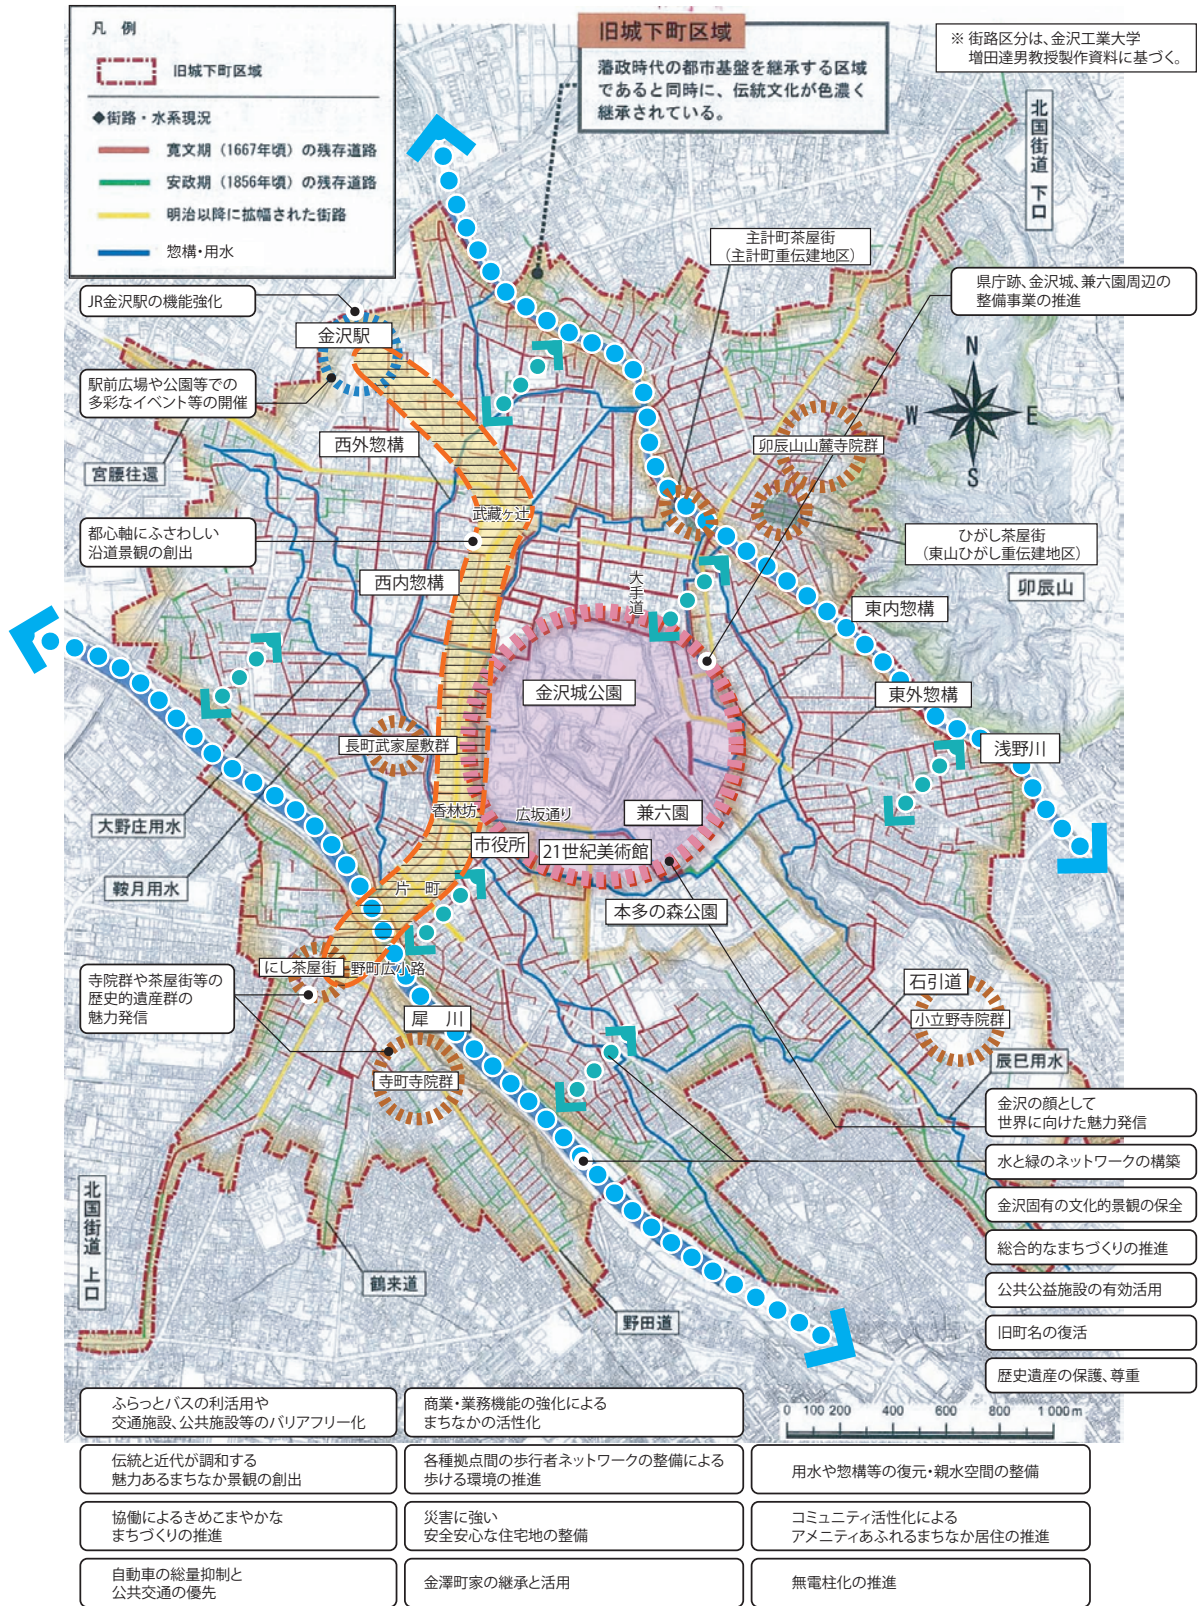 凡 例
旧城下町区域
◆街路・水系現況
寛文期（1667年頃）の残存道路
安政期（1856年頃）の残存道路
明治以降に拡幅された街路
惣構・用水
旧城下町区域
藩政時代の都市基盤を継承する区域
であると同時に、伝統文化が色濃く
継承されている。
※ 街路区分は、金沢工業大学
増田達男教授製作資料に基づく。
北国街道 下口
主計町茶屋街
（主計町重伝建地区）
県庁跡、金沢城、兼六園周辺の
整備事業の推進
JR金沢駅の機能強化
金沢駅
駅前広場や公園等での
多彩なイベント等の開催
N
W
E
S
西外惣構
卯辰山山麓寺院群
宮腰往還
武蔵ヶ辻
都心軸にふさわしい
沿道景観の創出
ひがし茶屋街
（東山ひがし重伝建地区）
西内惣構
大手道
卯辰山
東内惣構
金沢城公園
東外惣構
長町武家屋敷群
浅野川
香林坊
広坂通り
兼六園
大野庄用水
市役所
21世紀美術館
鞍月用水
片 町
本多の森公園
にし茶屋街
野町広小路
寺院群や茶屋街等の
歴史的遺産群の
魅力発信
石引道
犀 川
小立野寺院群
辰巳用水
寺町寺院群
金沢の顔として
世界に向けた魅力発信
水と緑のネットワークの構築
北国街道 上口
金沢固有の文化的景観の保全
総合的なまちづくりの推進
鶴来道
公共公益施設の有効活用
野田道
旧町名の復活
歴史遺産の保護、尊重
0 100 200 400 600 800 1 000 m
ふらっとバスの利活用や
交通施設、公共施設等のバリアフリー化
商業・業務機能の強化による
まちなかの活性化
伝統と近代が調和する
魅力あるまちなか景観の創出
各種拠点間の歩行者ネットワークの整備による
歩ける環境の推進
用水や惣構等の復元・親水空間の整備
協働によるきめこまやかな
まちづくりの推進
災害に強い
安全安心な住宅地の整備
コミュニティ活性化による
アメニティあふれるまちなか居住の推進
自動車の総量抑制と
公共交通の優先
金澤町家の継承と活用
無電柱化の推進